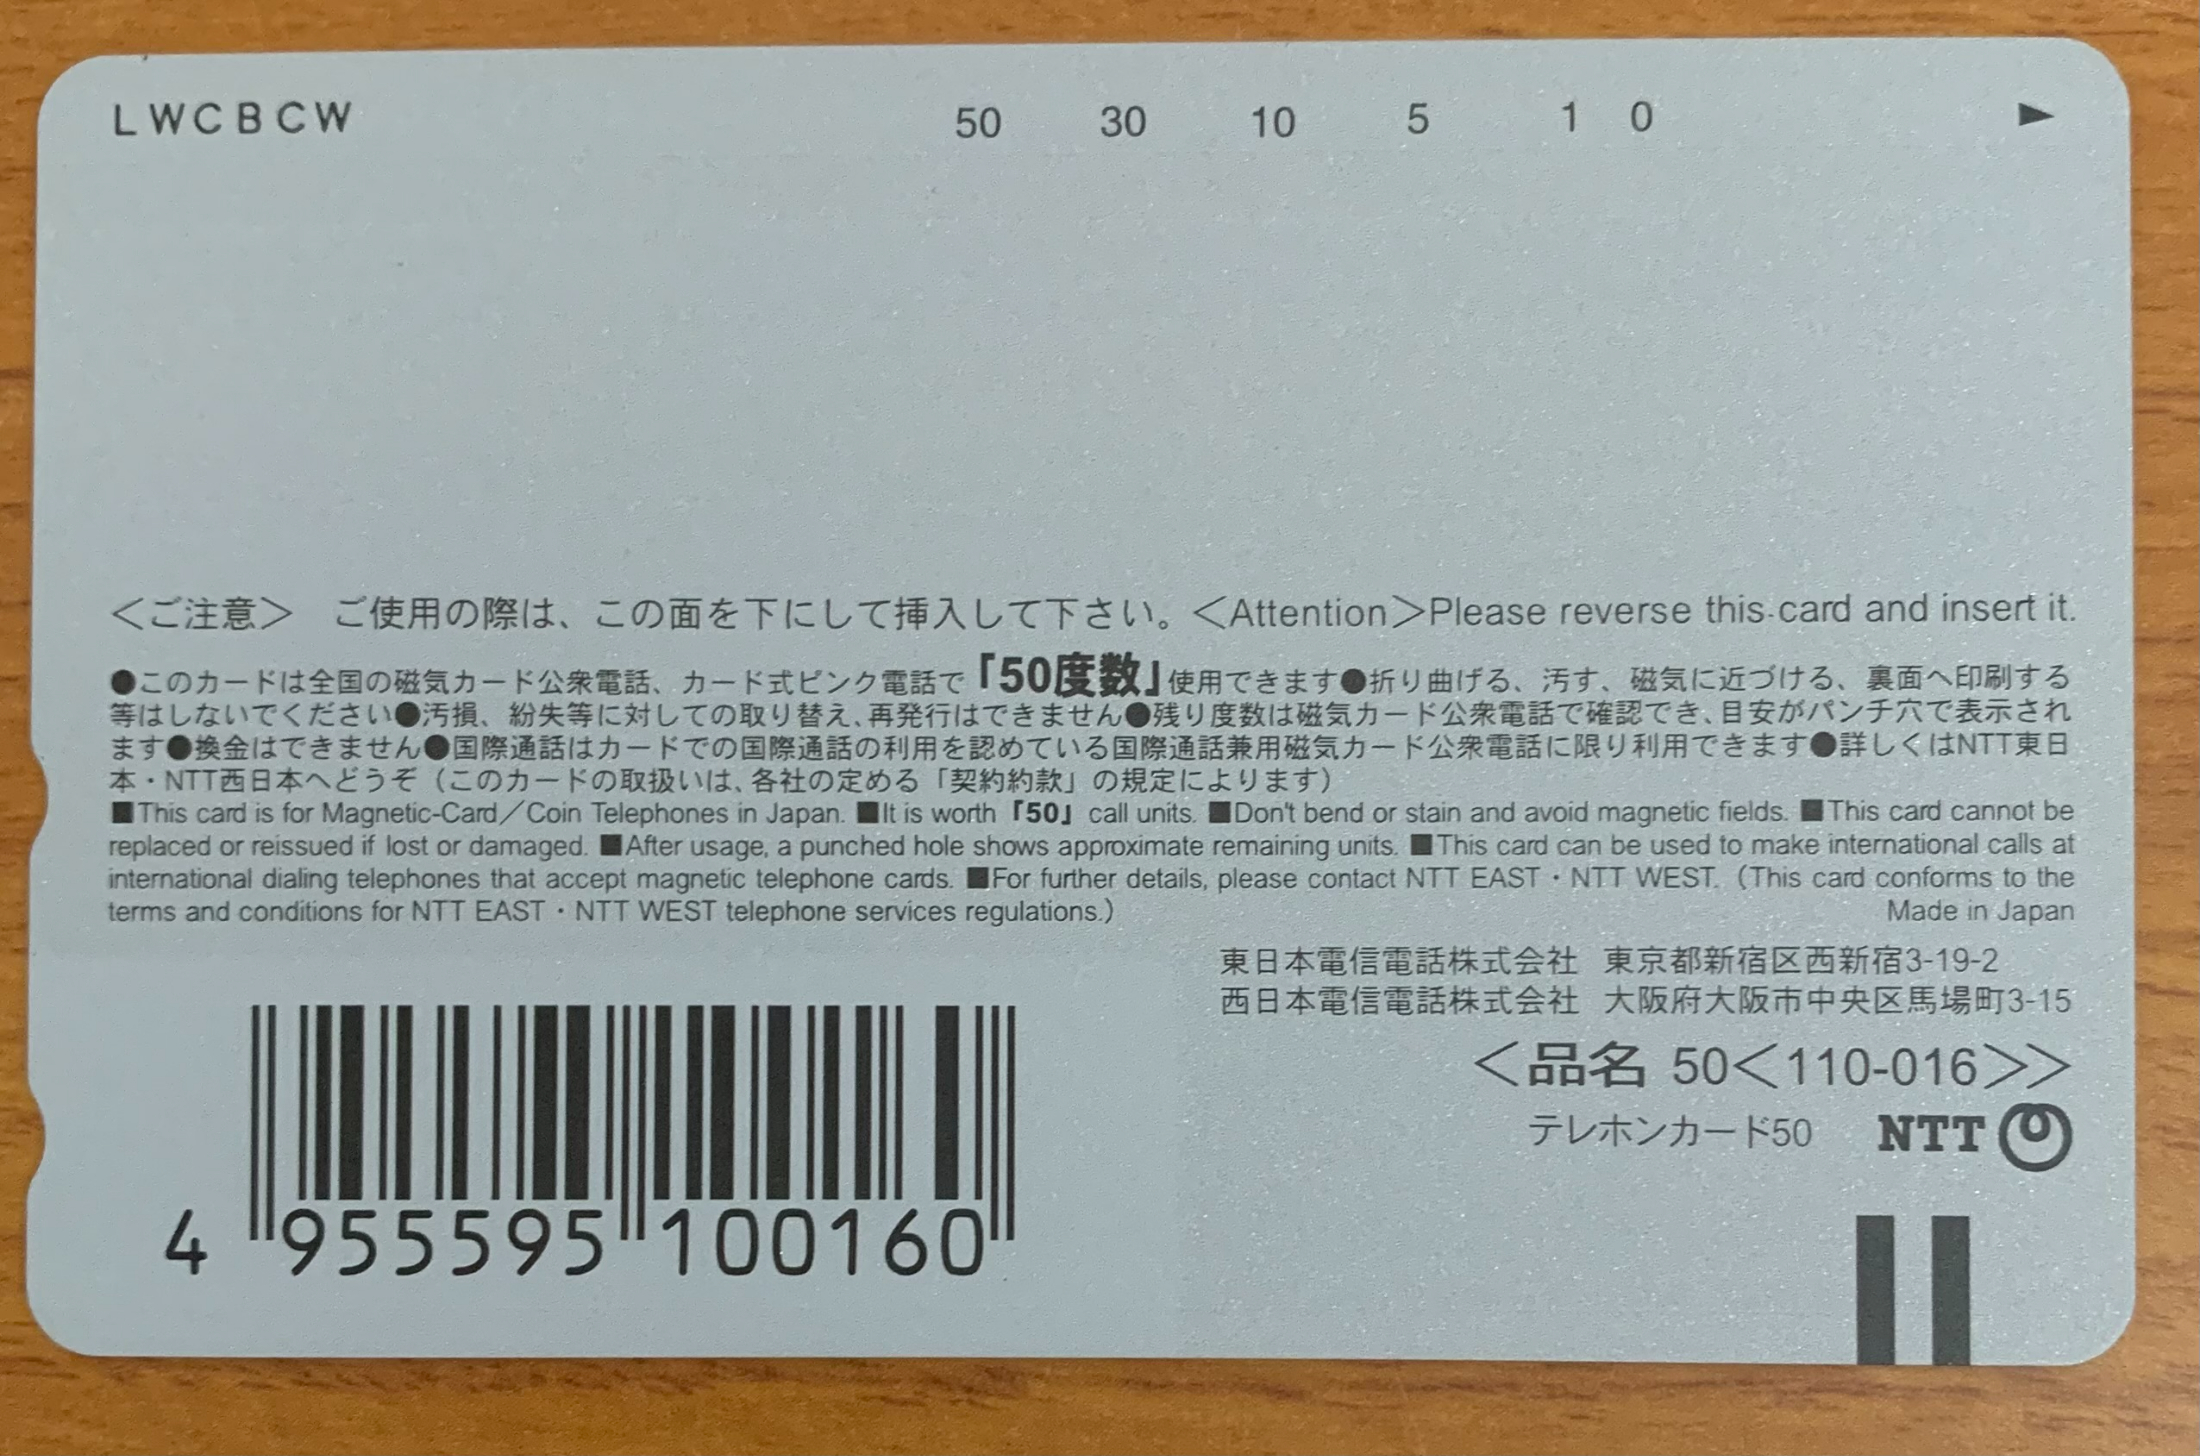 LWCBCW 50 30 10 5 1 0 ▶
＜ご注意＞ ご使用の際は、この面を下にして挿入して下さい。＜Attention＞Please reverse this card and insert it.
●このカードは全国の磁気カード公衆電話、カード式ピンク電話で「50度数」使用できます●折り曲げる、汚す、磁気に近づける、裏面へ印刷する
等はしないでください●汚損、紛失等に対しての取り替え、再発行はできません●残り度数は磁気カード公衆電話で確認でき、目安がパンチ穴で表示され
ます●換金はできません●国際通話はカードでの国際通話の利用を認めている国際通話兼用磁気カード公衆電話に限り利用できます●詳しくはNTT東日
本・NTT西日本へどうぞ（このカードの取扱いは、各社の定める「契約約款」の規定によります）
■This card is for Magnetic-Card／Coin Telephones in Japan. ■It is worth「50」call units. ■Don't bend or stain and avoid magnetic fields. ■This card cannot be
replaced or reissued if lost or damaged. ■After usage, a punched hole shows approximate remaining units. ■This card can be used to make international calls at
international dialing telephones that accept magnetic telephone cards. ■For further details, please contact NTT EAST・NTT WEST.（This card conforms to the
terms and conditions for NTT EAST・NTT WEST telephone services regulations.） Made in Japan
東日本電信電話株式会社 東京都新宿区西新宿3-19-2
西日本電信電話株式会社 大阪府大阪市中央区馬場町3-15
＜品名 50＜110-016＞＞
テレホンカード50 NTT
4 955595 100160